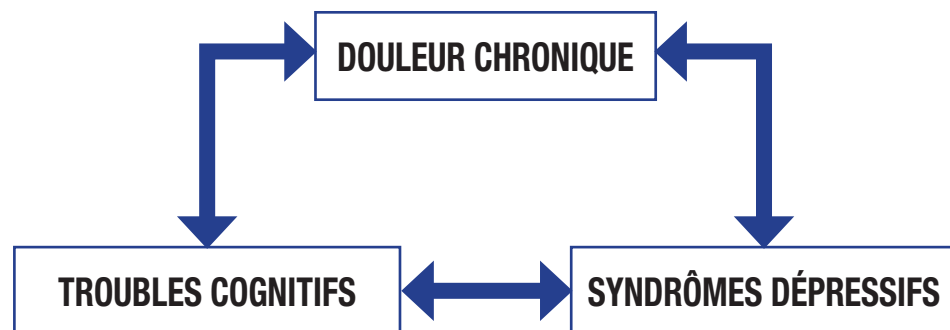 DOULEUR CHRONIQUE
TROUBLES COGNITIFS
SYNDRÔMES DÉPRESSIFS